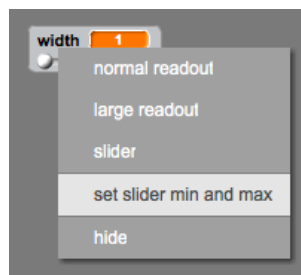 width 1
normal readout
large readout
slider
set slider min and max
hide